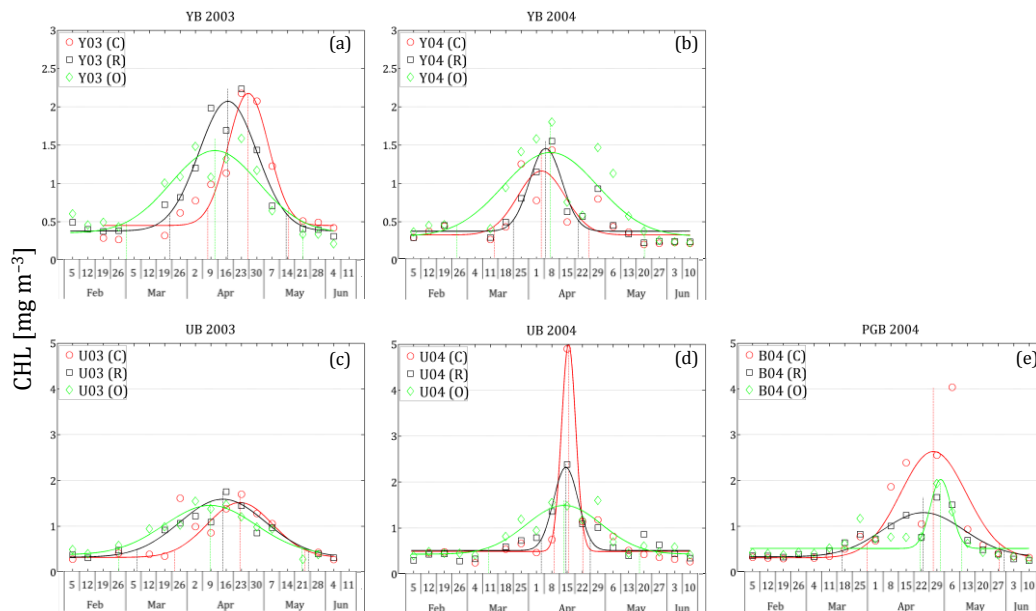 YB 2003
3
2.5
2
1.5
1
0.5
0
Y03 (C)
Y03 (R)
Y03 (O)
(a)
5 12 19 26 5 12 19 26 2 9 16 23 30 7 14 21 28 4 11
Feb Mar Apr May Jun
YB 2004
3
2.5
2
1.5
1
0.5
0
Y04 (C)
Y04 (R)
Y04 (O)
(b)
5 12 19 26 4 11 18 25 1 8 15 22 29 6 13 20 27 3 10
Feb Mar Apr May Jun
CHL [mg m⁻³]
UB 2003
5
4
3
2
1
0
U03 (C)
U03 (R)
U03 (O)
(c)
5 12 19 26 5 12 19 26 2 9 16 23 30 7 14 21 28 4 11
Feb Mar Apr May Jun
UB 2004
5
4
3
2
1
0
U04 (C)
U04 (R)
U04 (O)
(d)
5 12 19 26 4 11 18 25 1 8 15 22 29 6 13 20 27 3 10
Feb Mar Apr May Jun
PGB 2004
5
4
3
2
1
0
B04 (C)
B04 (R)
B04 (O)
(e)
5 12 19 26 4 11 18 25 1 8 15 22 29 6 13 20 27 3 10
Feb Mar Apr May Jun